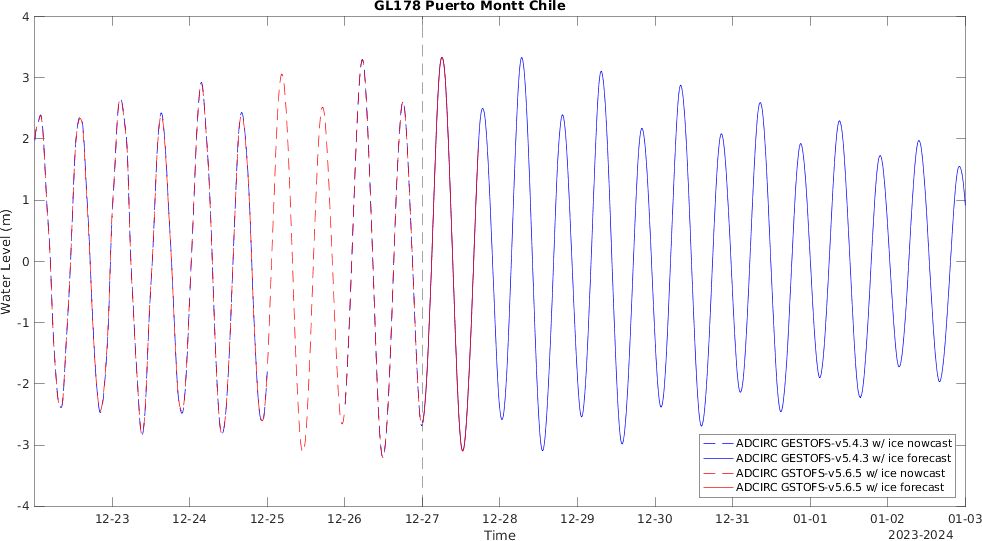 GL178 Puerto Montt Chile
4
3
2
1
0
-1
-2
-3
-4
Water Level (m)
ADCIRC GESTOFS-v5.4.3 w/ ice nowcast
ADCIRC GESTOFS-v5.4.3 w/ ice forecast
ADCIRC GSTOFS-v5.6.5 w/ ice nowcast
ADCIRC GSTOFS-v5.6.5 w/ ice forecast
12-23 12-24 12-25 12-26 12-27 12-28 12-29 12-30 12-31 01-01 01-02 01-03
Time
2023-2024